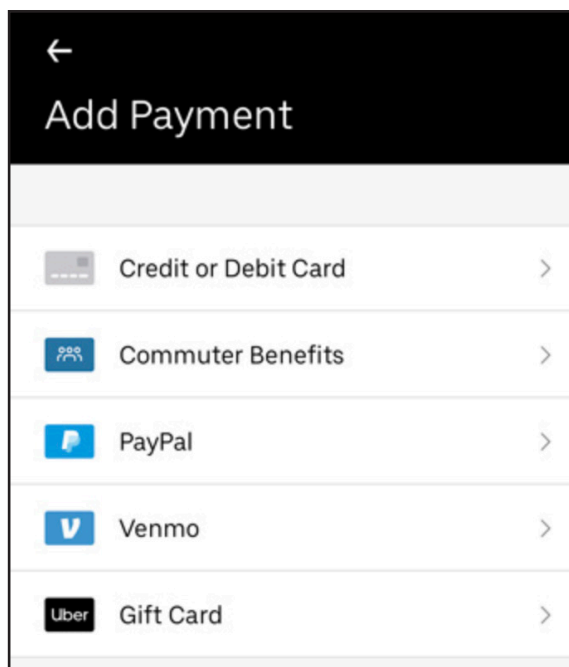 Add Payment
Credit or Debit Card
Commuter Benefits
PayPal
Venmo
Uber Gift Card